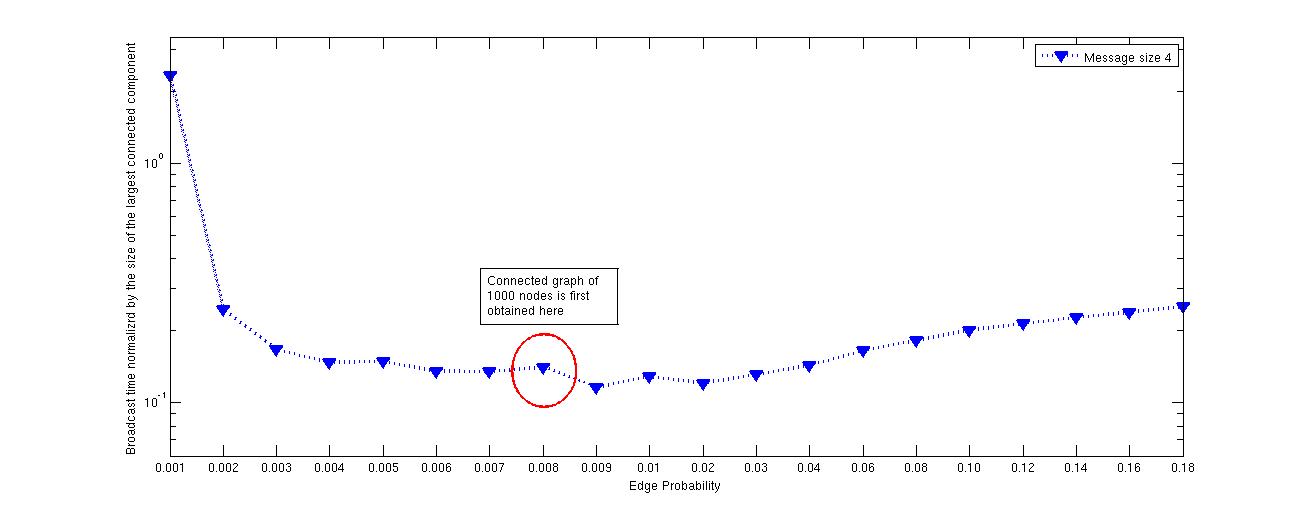 Broadcast time normalizrd by the size of the largest connected component
Message size 4
10^0
10^-1
Connected graph of
1000 nodes is first
obtained here
0.001 0.002 0.003 0.004 0.005 0.006 0.007 0.008 0.009 0.01 0.02 0.03 0.04 0.06 0.08 0.10 0.12 0.14 0.16 0.18
Edge Probability